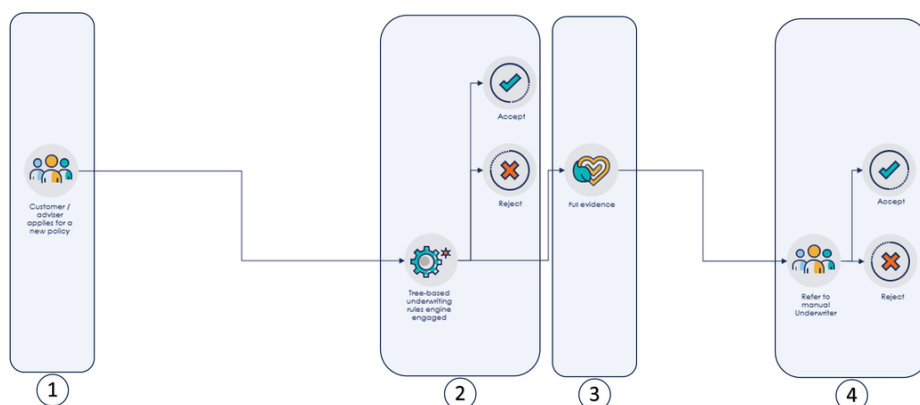 Customer /
adviser
applies for a
new policy
Accept
Reject
Tree-based
underwriting
rules engine
engaged
Full evidence
Refer to
manual
Underwriter
Accept
Reject
1
2
3
4